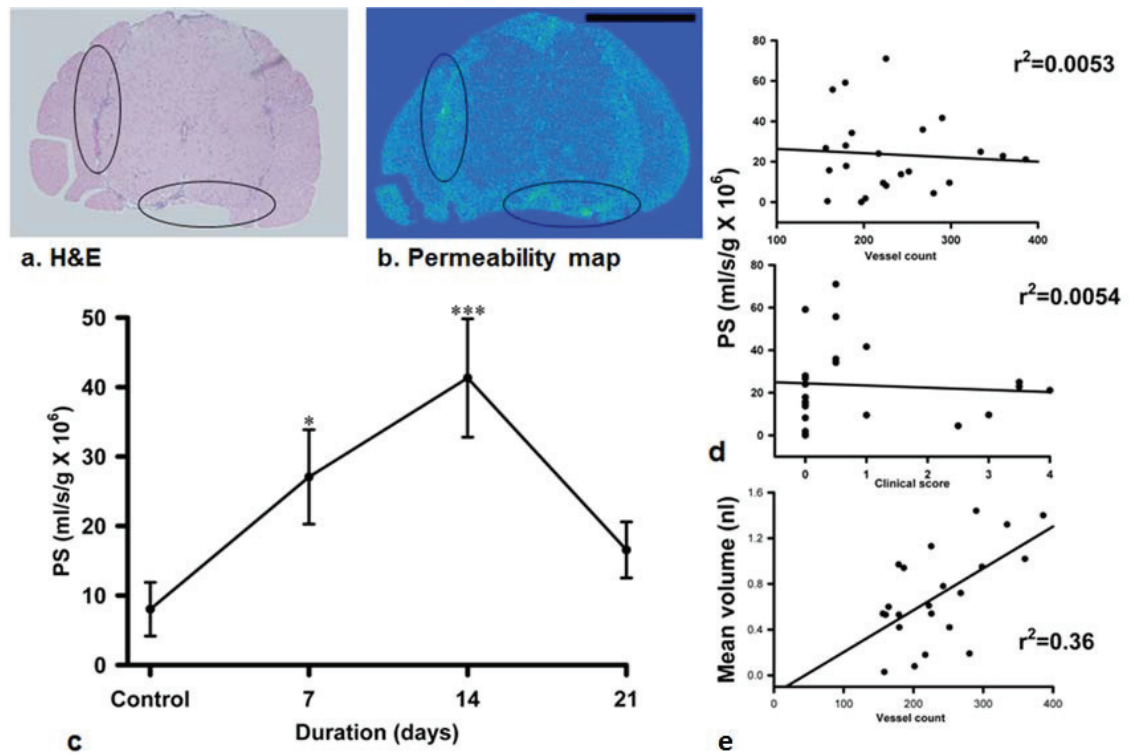 a. H&E
b. Permeability map
PS (ml/s/g X 10⁶)
50
40
30
20
10
0
*
***
Control
7
14
21
Duration (days)
c
PS (ml/s/g X 10⁶)
80
60
40
20
0
r²=0.0053
100
200
300
400
Vessel count
80
60
40
20
0
r²=0.0054
0
1
2
3
4
Clinical score
d
Mean volume (nl)
1.6
1.2
0.8
0.4
0.0
r²=0.36
0
100
200
300
400
Vessel count
e